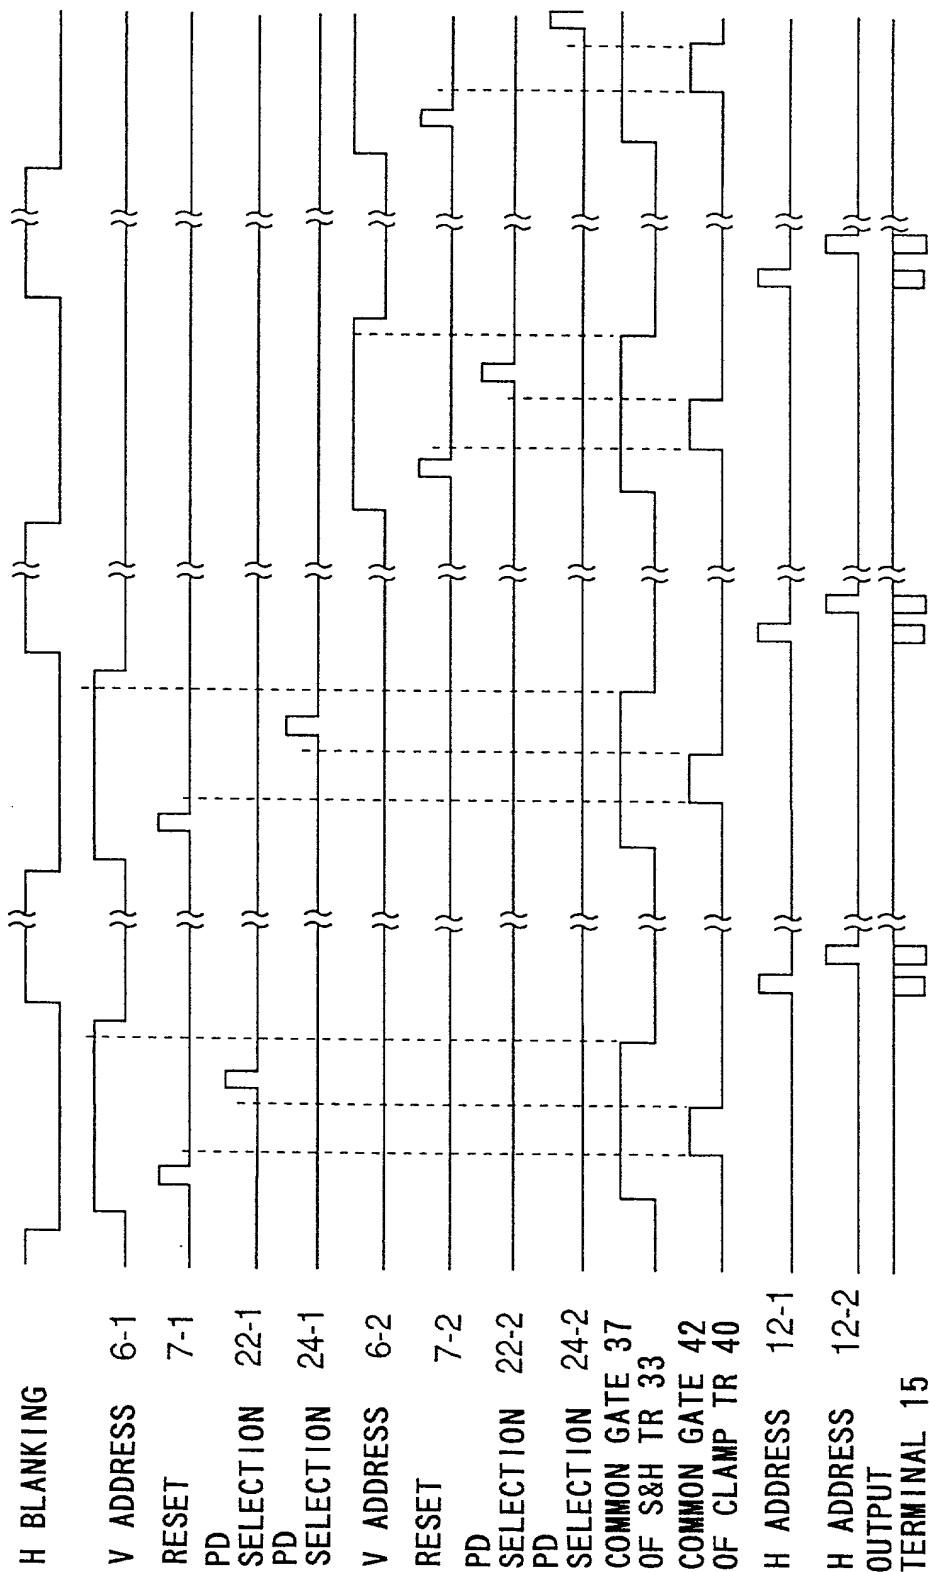 H BLANKING
V ADDRESS 6-1
RESET 7-1
PD
SELECTION 22-1
PD
SELECTION 24-1
V ADDRESS 6-2
RESET 7-2
PD
SELECTION 22-2
PD
SELECTION 24-2
COMMON GATE 37
OF S&H TR 33
COMMON GATE 42
OF CLAMP TR 40
H ADDRESS 12-1
H ADDRESS 12-2
OUTPUT
TERMINAL 15